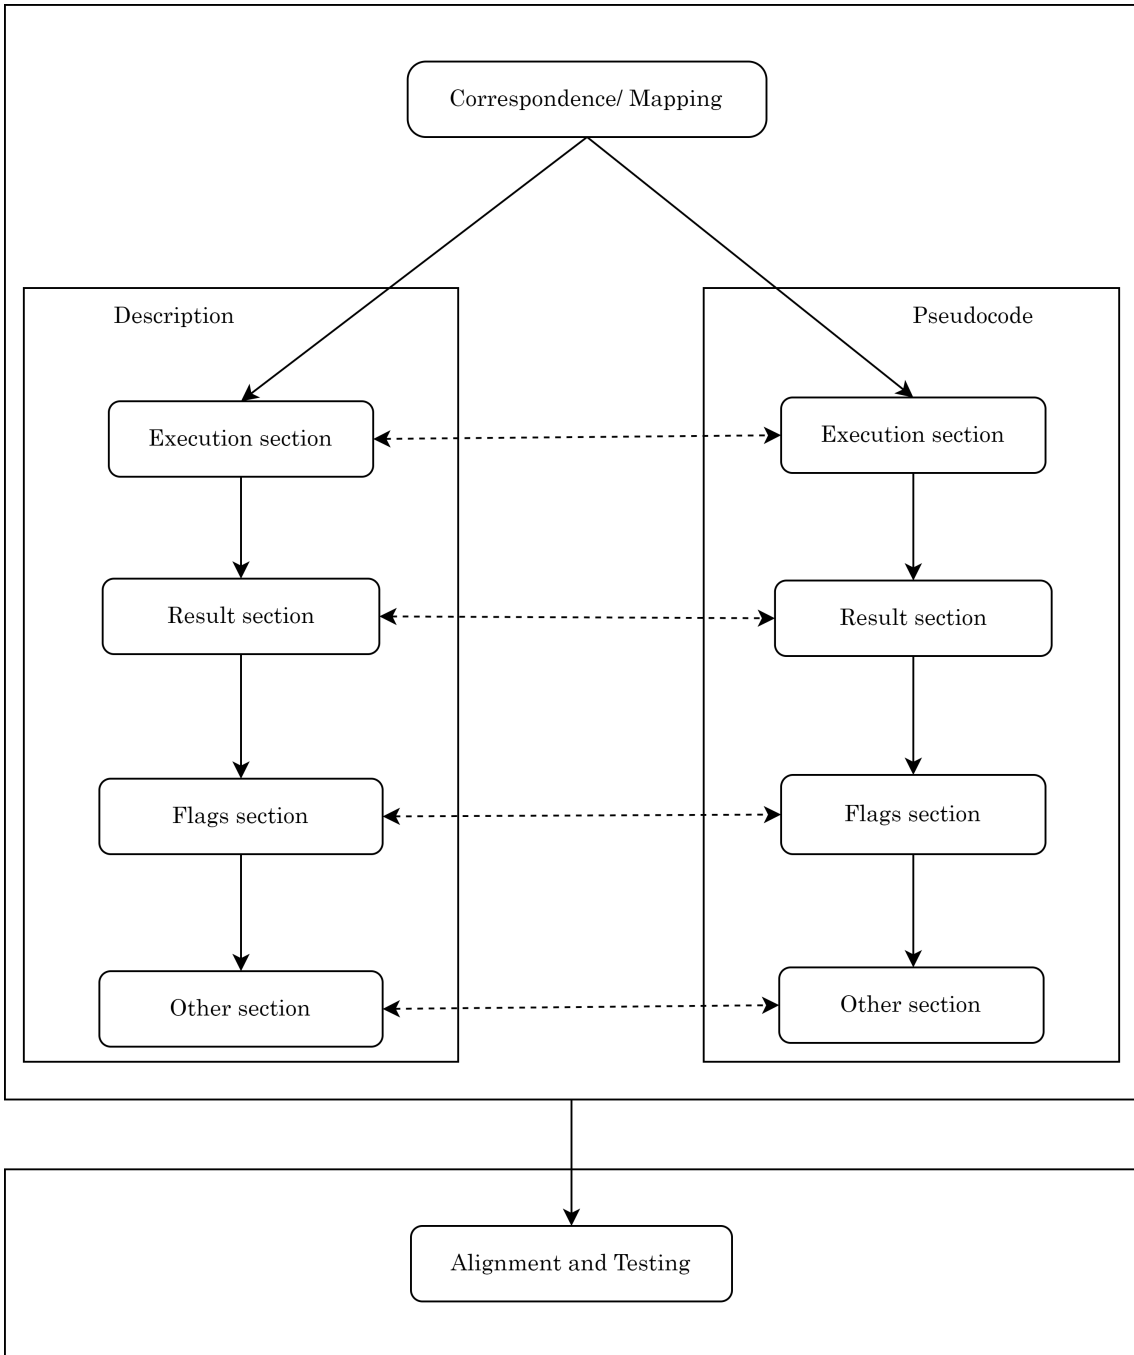 Correspondence/ Mapping
Description
Pseudocode
Execution section
Execution section
Result section
Result section
Flags section
Flags section
Other section
Other section
Alignment and Testing